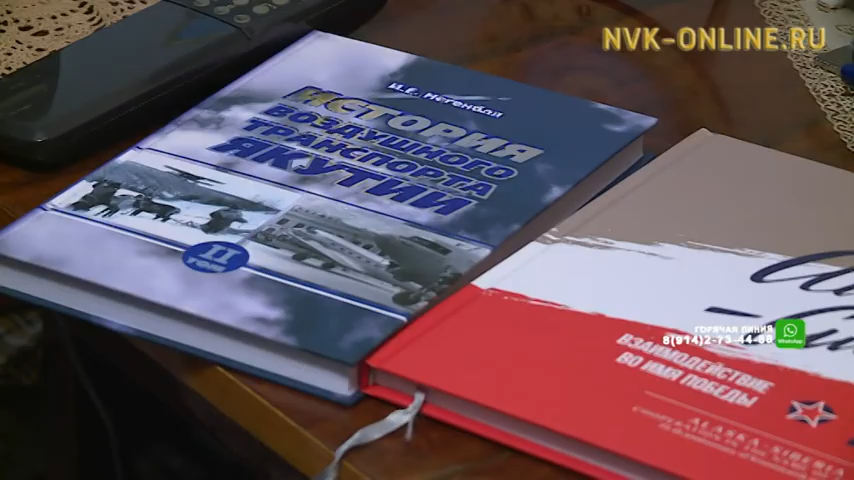 NVK-ONLINE.RU
И.Е. Негенбля
ИСТОРИЯ
ВОЗДУШНОГО
ТРАНСПОРТА
ЯКУТИИ
II
том
ГОРЯЧАЯ ЛИНИЯ
8(914)2-73-44-88
WhatsApp
ВЗАИМОДЕЙСТВИЕ
ВО ИМЯ ПОБЕДЫ
ALASKA-SIBERIA